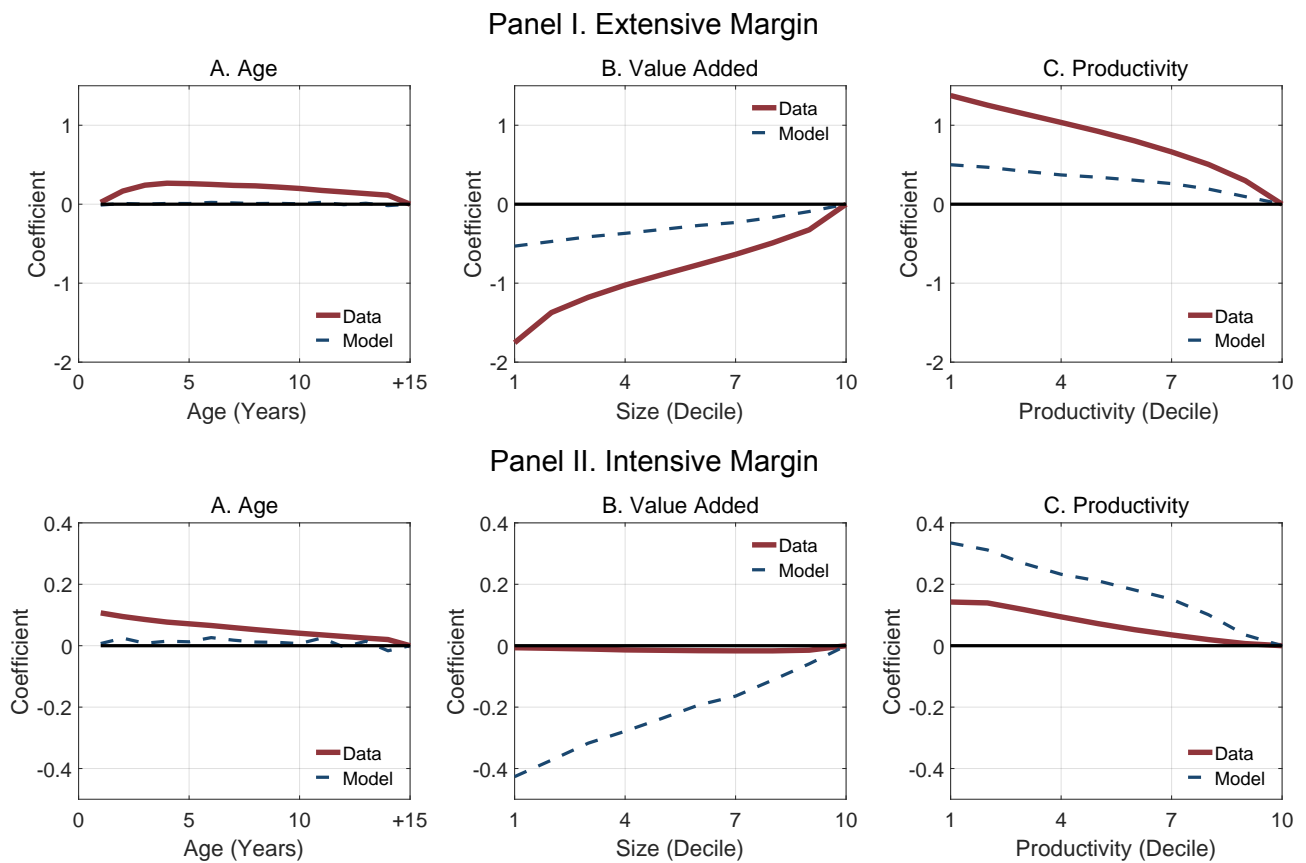 Panel I. Extensive Margin
A. Age
B. Value Added
C. Productivity
Coefficient
1
0
-1
-2
0
5
10
+15
Age (Years)
Data
Model
Coefficient
1
0
-1
-2
1
4
7
10
Size (Decile)
Data
Model
Coefficient
1
0
-1
-2
1
4
7
10
Productivity (Decile)
Data
Model
Panel II. Intensive Margin
A. Age
B. Value Added
C. Productivity
Coefficient
0.4
0.2
0
-0.2
-0.4
0
5
10
+15
Age (Years)
Data
Model
Coefficient
0.4
0.2
0
-0.2
-0.4
1
4
7
10
Size (Decile)
Data
Model
Coefficient
0.4
0.2
0
-0.2
-0.4
1
4
7
10
Productivity (Decile)
Data
Model